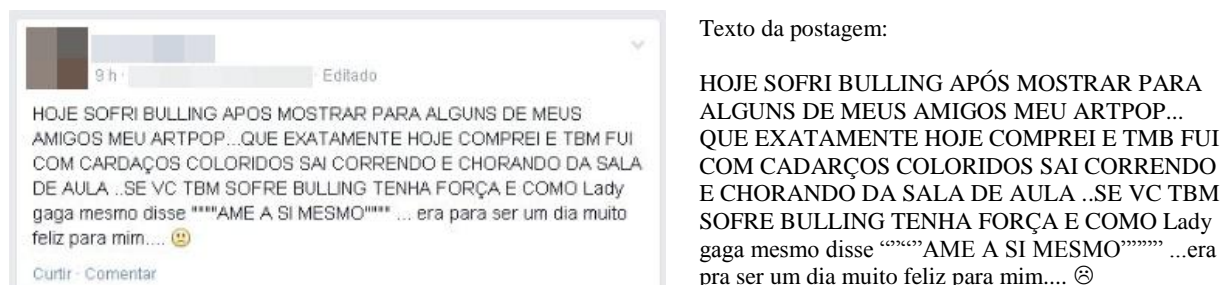 9 h · Editado
HOJE SOFRI BULLING APOS MOSTRAR PARA ALGUNS DE MEUS
AMIGOS MEU ARTPOP...QUE EXATAMENTE HOJE COMPREI E TBM FUI
COM CARDAÇOS COLORIDOS SAI CORRENDO E CHORANDO DA SALA
DE AULA ..SE VC TBM SOFRE BULLING TENHA FORÇA E COMO Lady
gaga mesmo disse """"AME A SI MESMO"""" ... era para ser um dia muito
feliz para mim.... 🙁
Curtir · Comentar
Texto da postagem:
HOJE SOFRI BULLING APÓS MOSTRAR PARA
ALGUNS DE MEUS AMIGOS MEU ARTPOP...
QUE EXATAMENTE HOJE COMPREI E TMB FUI
COM CADARÇOS COLORIDOS SAI CORRENDO
E CHORANDO DA SALA DE AULA ..SE VC TBM
SOFRE BULLING TENHA FORÇA E COMO Lady
gaga mesmo disse “”“”AME A SI MESMO”””” ...era
pra ser um dia muito feliz para mim.... ☹